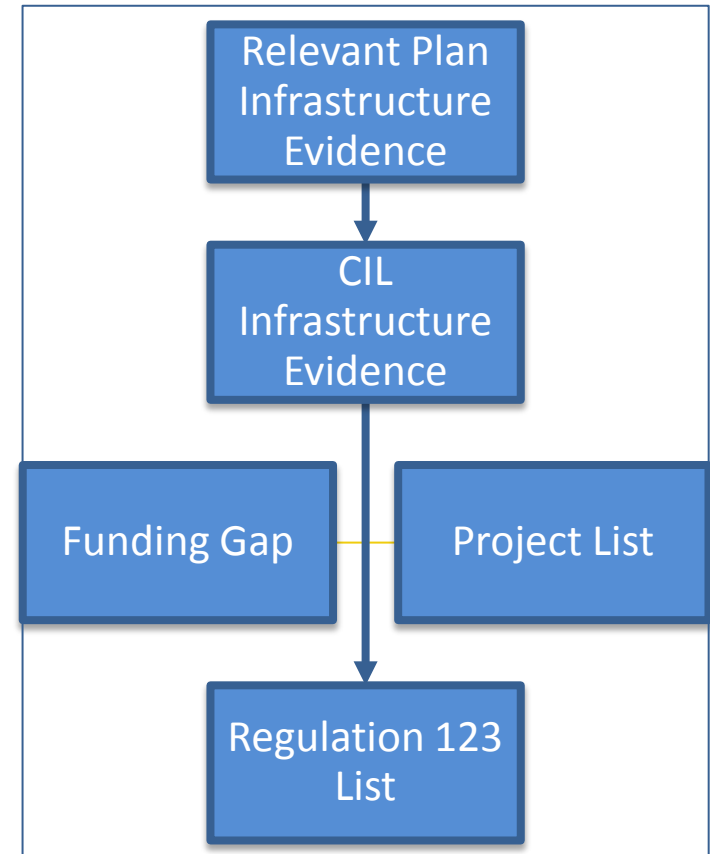 Relevant Plan
Infrastructure
Evidence
CIL
Infrastructure
Evidence
Funding Gap
Project List
Regulation 123
List